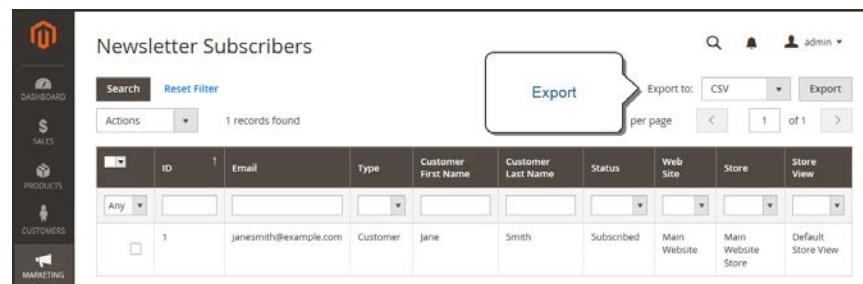 Newsletter Subscribers
admin
Search Reset Filter
Export
Export to: CSV Export
Actions 1 records found per page 1 of 1
ID Email Type Customer First Name Customer Last Name Status Web Site Store Store View
Any
1 janesmith@example.com Customer Jane Smith Subscribed Main Website Main Website Store Default Store View
DASHBOARD
SALES
PRODUCTS
CUSTOMERS
MARKETING